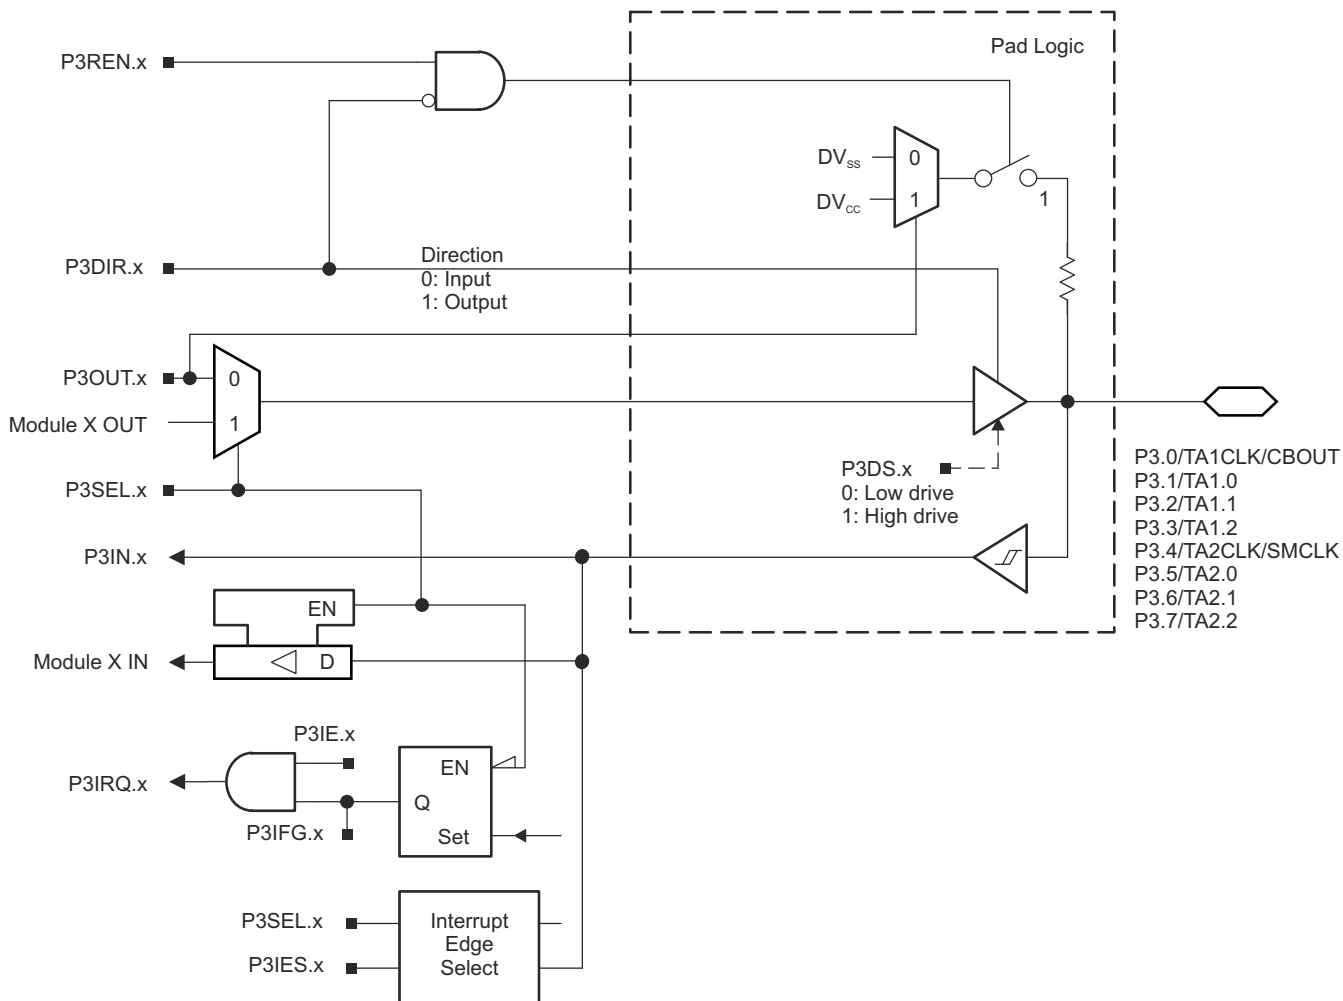 Pad Logic
P3REN.x
DVSS
0
DVCC
1
1
P3DIR.x
Direction
0: Input
1: Output
P3OUT.x
0
Module X OUT
1
P3SEL.x
P3DS.x
0: Low drive
1: High drive
P3.0/TA1CLK/CBOUT
P3.1/TA1.0
P3.2/TA1.1
P3.3/TA1.2
P3.4/TA2CLK/SMCLK
P3.5/TA2.0
P3.6/TA2.1
P3.7/TA2.2
P3IN.x
EN
Module X IN
D
P3IE.x
EN
P3IRQ.x
Q
P3IFG.x
Set
P3SEL.x
P3IES.x
Interrupt
Edge
Select